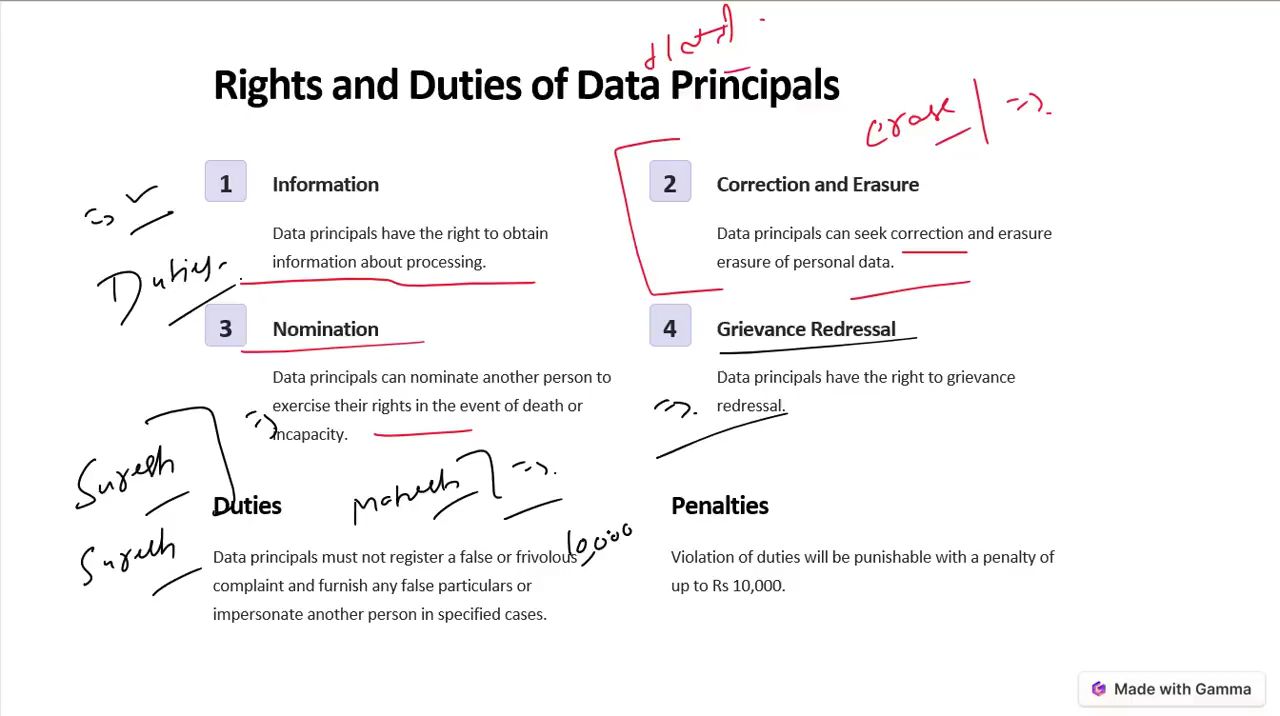 Rights and Duties of Data Principals
erase
1
Information
Data principals have the right to obtain
information about processing.
2
Correction and Erasure
Data principals can seek correction and erasure
erasure of personal data.
Duties
3
Nomination
Data principals can nominate another person to
exercise their rights in the event of death or
incapacity.
4
Grievance Redressal
Data principals have the right to grievance
redressal.
Suresh
Suresh
Mahesh
10,000
Duties
Data principals must not register a false or frivolous
complaint and furnish any false particulars or
impersonate another person in specified cases.
Penalties
Violation of duties will be punishable with a penalty of
up to Rs 10,000.
Made with Gamma